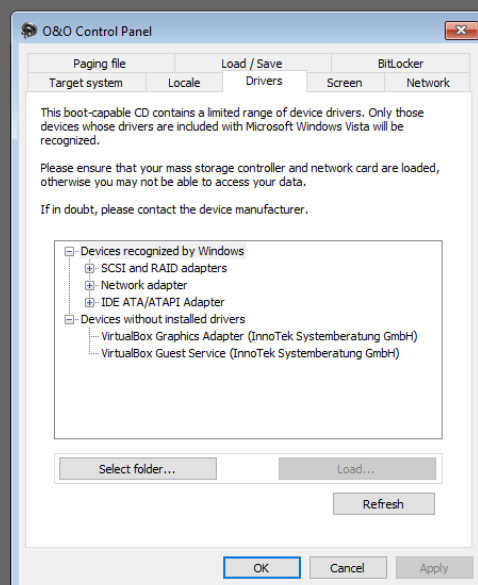 O&O Control Panel
Paging file Load / Save BitLocker
Target system Locale Drivers Screen Network
This boot-capable CD contains a limited range of device drivers. Only those
devices whose drivers are included with Microsoft Windows Vista will be
recognized.
Please ensure that your mass storage controller and network card are loaded,
otherwise you may not be able to access your data.
If in doubt, please contact the device manufacturer.
Devices recognized by Windows
SCSI and RAID adapters
Network adapter
IDE ATA/ATAPI Adapter
Devices without installed drivers
VirtualBox Graphics Adapter (InnoTek Systemberatung GmbH)
VirtualBox Guest Service (InnoTek Systemberatung GmbH)
Select folder... Load...
Refresh
OK Cancel Apply